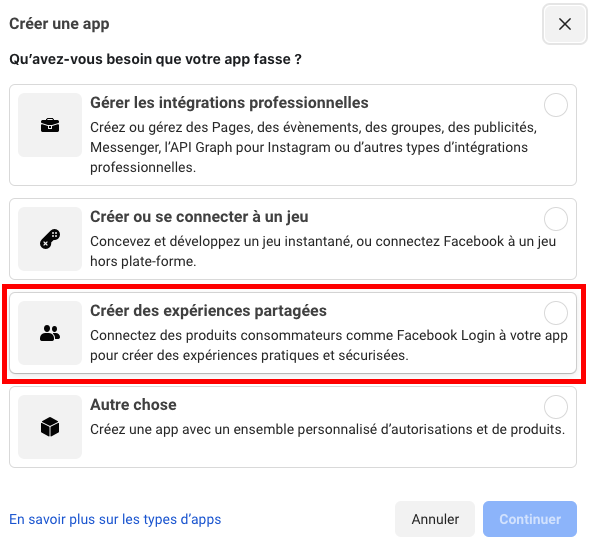 Créer une app
Qu’avez-vous besoin que votre app fasse ?
Gérer les intégrations professionnelles
Créez ou gérez des Pages, des évènements, des groupes, des publicités,
Messenger, l’API Graph pour Instagram ou d’autres types d’intégrations
professionnelles.
Créer ou se connecter à un jeu
Concevez et développez un jeu instantané, ou connectez Facebook à un jeu
hors plate-forme.
Créer des expériences partagées
Connectez des produits consommateurs comme Facebook Login à votre app
pour créer des expériences pratiques et sécurisées.
Autre chose
Créez une app avec un ensemble personnalisé d’autorisations et de produits.
En savoir plus sur les types d’apps
Annuler
Continuer